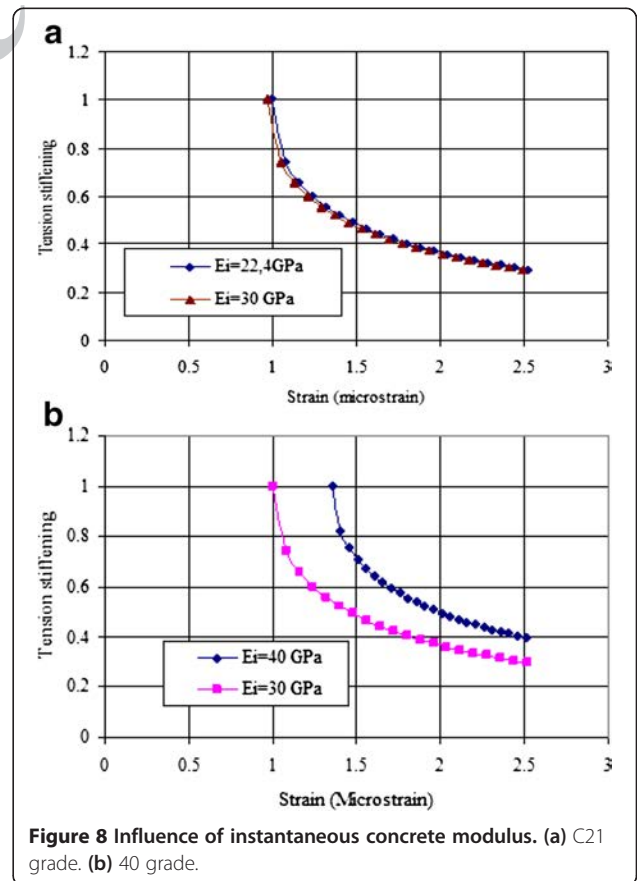 a
1.2
1
0.8
0.6
0.4
0.2
0
Tension stiffening
Ei=22,4GPa
Ei=30 GPa
0 0.5 1 1.5 2 2.5 3
Strain (microstrain)
b
1.2
1
0.8
0.6
0.4
0.2
0
Tension stiffening
Ei=40 GPa
Ei=30 GPa
0 0.5 1 1.5 2 2.5 3
Strain (Microstrain)
Figure 8 Influence of instantaneous concrete modulus. (a) C21
grade. (b) 40 grade.